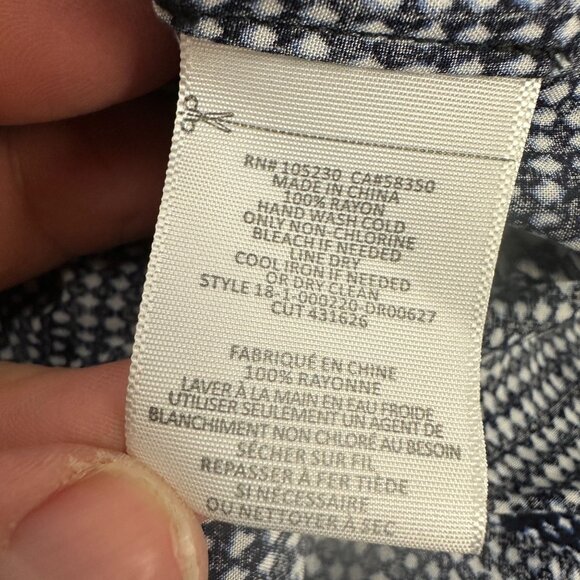 RN# 105230 CA#58350
MADE IN CHINA
100% RAYON
HAND WASH COLD
ONLY NON-CHLORINE
BLEACH IF NEEDED
LINE DRY
COOL IRON IF NEEDED
OR DRY CLEAN
STYLE 18-1-000220-DR00627
CUT 431626
FABRIQUÉ EN CHINE
100% RAYONNE
LAVER À LA MAIN EN EAU FROIDE
UTILISER SEULEMENT UN AGENT DE
BLANCHIMENT NON CHLORÉ AU BESOIN
SÉCHER SUR FIL
REPASSER À FER TIÈDE
SI NÉCESSAIRE
OU NETTOYER À SEC